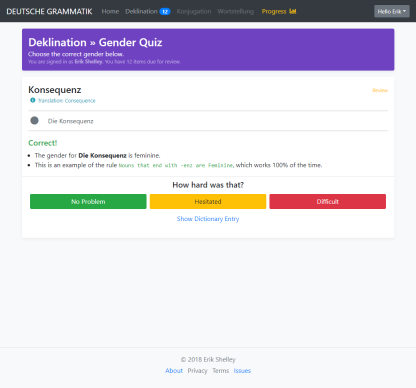 DEUTSCHE GRAMMATIK Home Deklination 12 Konjugation Wortstellung Progress Hello Erik
Deklination » Gender Quiz
Choose the correct gender below.
You are signed in as Erik Shelley. You have 12 items due for review.
Konsequenz Review
Translation: Consequence
Die Konsequenz
Correct!
The gender for Die Konsequenz is feminine.
This is an example of the rule Nouns that end with -enz are Feminine, which works 100% of the time.
How hard was that?
No Problem Hesitated Difficult
Show Dictionary Entry
© 2018 Erik Shelley
About Privacy Terms Issues